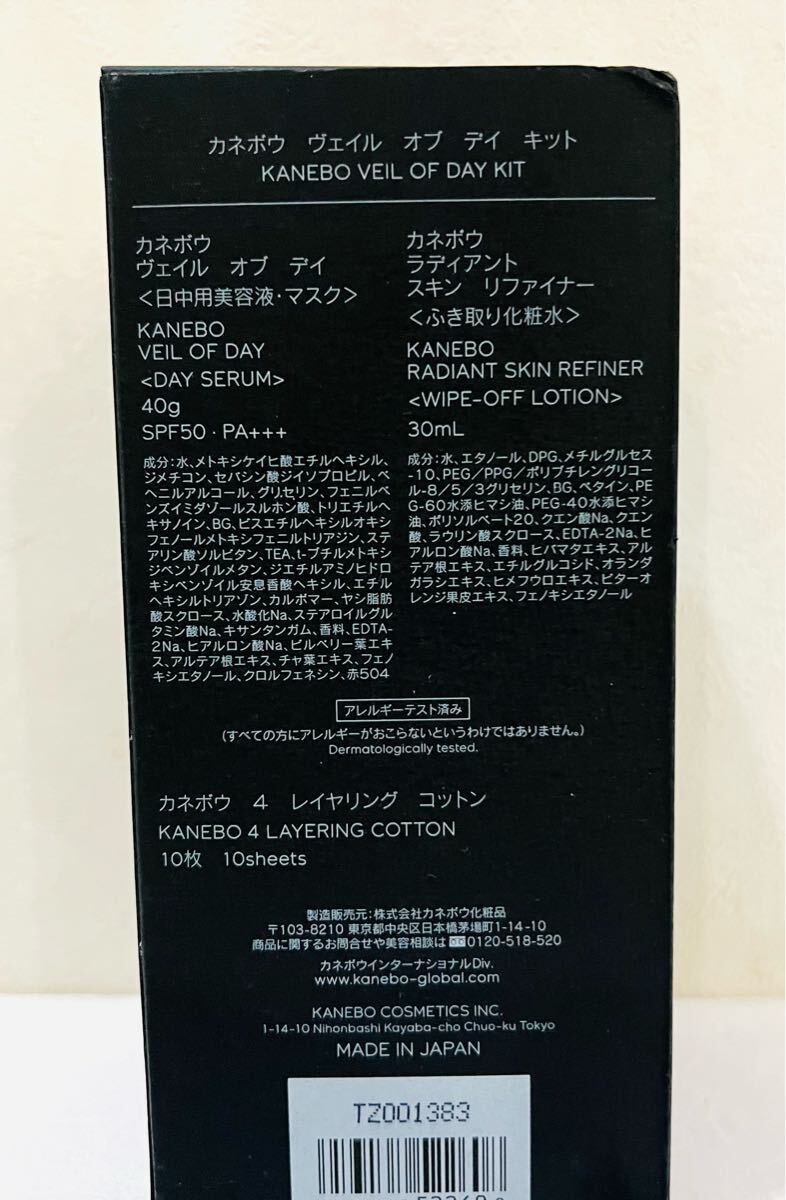 カネボウ ヴェイル オブ デイ キット
KANEBO VEIL OF DAY KIT
カネボウ
ヴェイル オブ デイ
<日中用美容液・マスク>
KANEBO
VEIL OF DAY
<DAY SERUM>
40g
SPF50・PA+++
成分:水、メトキシケイヒ酸エチルヘキシル、
ジメチコン、セバシン酸ジイソプロピル、ベ
ヘニルアルコール、グリセリン、フェニルベ
ンズイミダゾールスルホン酸、トリエチルヘ
キサノイン、BG、ビスエチルヘキシルオキシ
フェノールメトキシフェニルトリアジン、ステ
アリン酸ソルビタン、TEA、t-ブチルメトキシ
ジベンゾイルメタン、ジエチルアミノヒドロ
キシベンゾイル安息香酸ヘキシル、エチル
ヘキシルトリアゾン、カルボマー、ヤシ脂肪
酸スクロース、水酸化Na、ステアロイルグル
タミン酸Na、キサンタンガム、香料、EDTA-
2Na、ヒアルロン酸Na、ビルベリー葉エキ
ス、アルテア根エキス、チャ葉エキス、フェノ
キシエタノール、クロルフェネシン、赤504
カネボウ
ラディアント
スキン リファイナー
<ふき取り化粧水>
KANEBO
RADIANT SKIN REFINER
<WIPE-OFF LOTION>
30mL
成分:水、エタノール、DPG、メチルグルセス
-10、PEG/PPG/ポリブチレングリコー
ル-8/5/3グリセリン、BG、ベタイン、PE
G-60水添ヒマシ油、PEG-40水添ヒマシ
油、ポリソルベート20、クエン酸Na、クエン
酸、ラウリン酸スクロース、EDTA-2Na、ヒ
アルロン酸Na、香料、ヒバマタエキス、アル
テア根エキス、エチルグルコシド、オランダ
ガラシエキス、ヒメフウロエキス、ビターオ
レンジ果皮エキス、フェノキシエタノール
アレルギーテスト済み
(すべての方にアレルギーがおこらないというわけではありません。)
Dermatologically tested.
カネボウ 4 レイヤリング コットン
KANEBO 4 LAYERING COTTON
10枚 10sheets
製造販売元:株式会社カネボウ化粧品
〒103-8210 東京都中央区日本橋茅場町1-14-10
商品に関するお問合せや美容相談は 0120-518-520
カネボウインターナショナルDiv.
www.kanebo-global.com
KANEBO COSMETICS INC.
1-14-10 Nihonbashi Kayaba-cho Chuo-ku Tokyo
MADE IN JAPAN
TZ001383